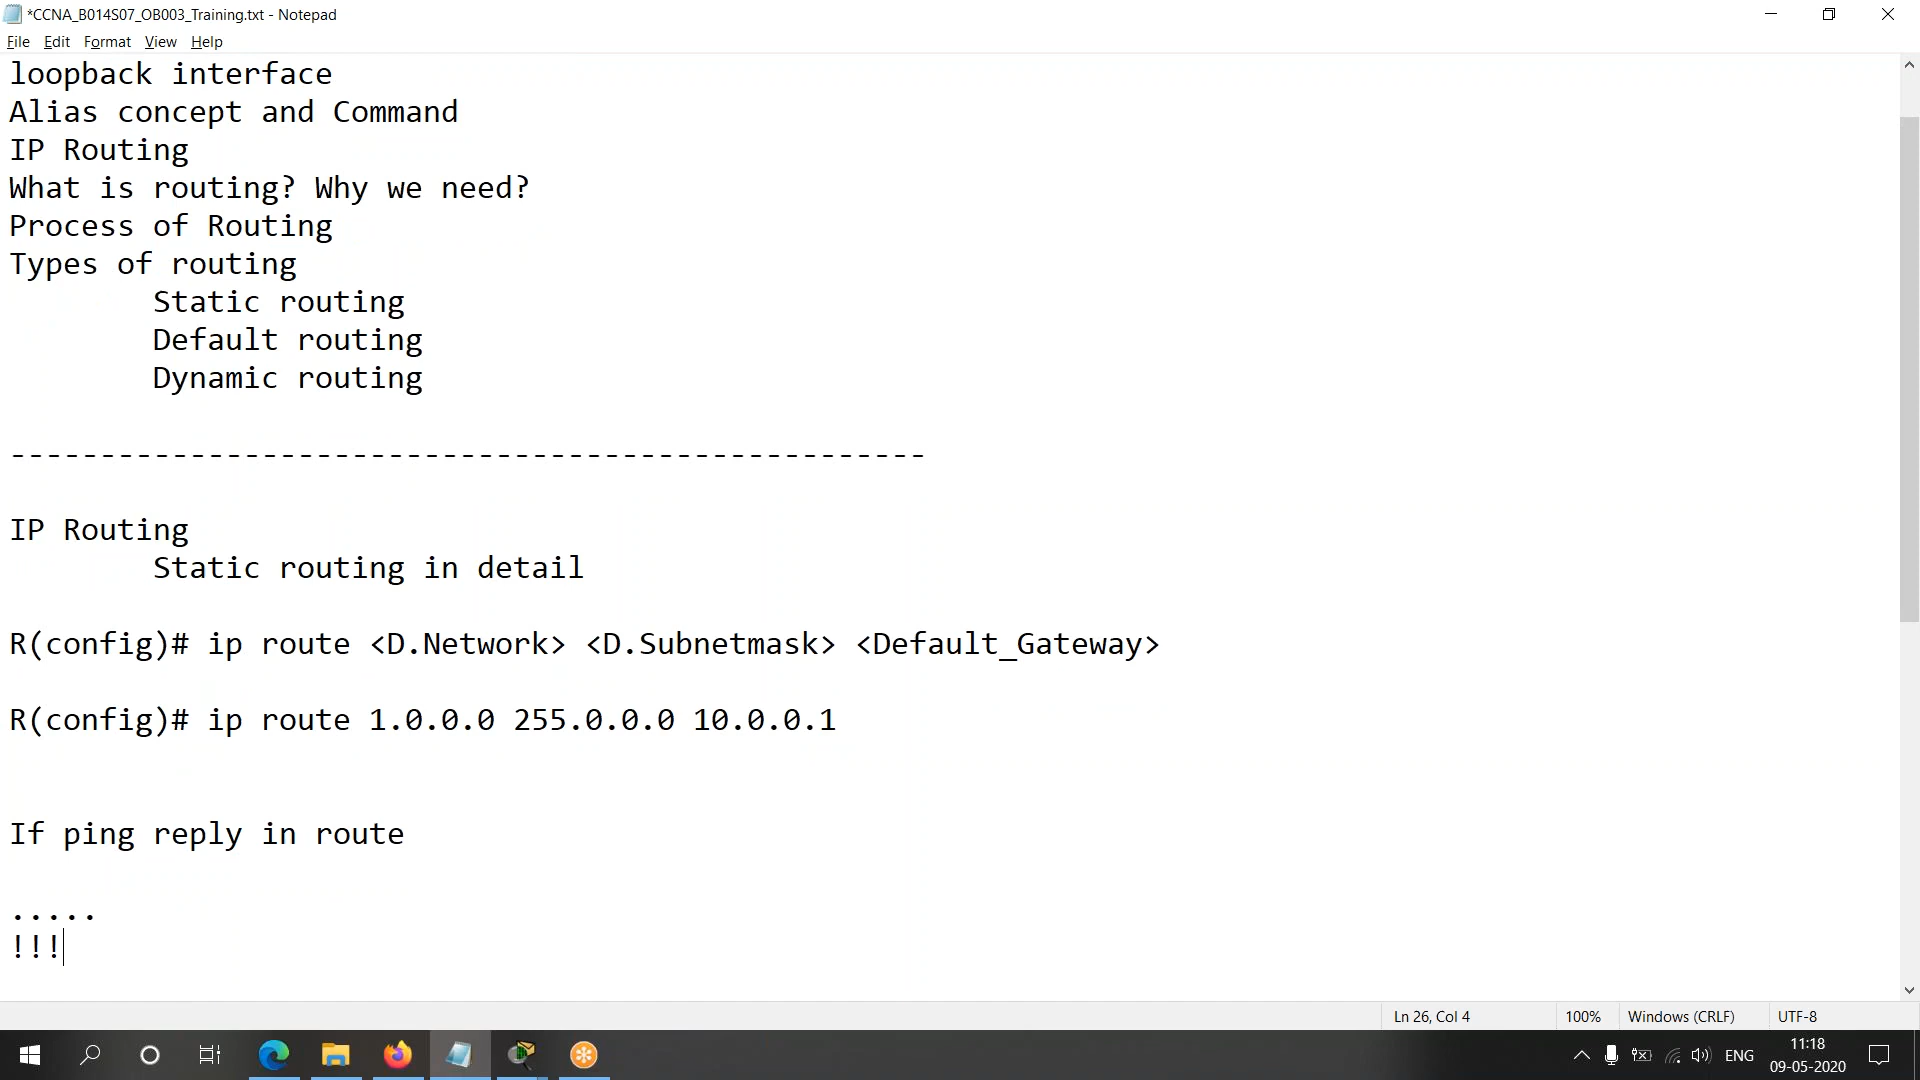 *CCNA_B014S07_OB003_Training.txt - Notepad
File Edit Format View Help
loopback interface
Alias concept and Command
IP Routing
What is routing? Why we need?
Process of Routing
Types of routing
Static routing
Default routing
Dynamic routing
---------------------------------------------------
IP Routing
Static routing in detail
R(config)# ip route <D.Network> <D.Subnetmask> <Default_Gateway>
R(config)# ip route 1.0.0.0 255.0.0.0 10.0.0.1
If ping reply in route
.....
!!!
Ln 26, Col 4 100% Windows (CRLF) UTF-8
ENG 11:18
09-05-2020